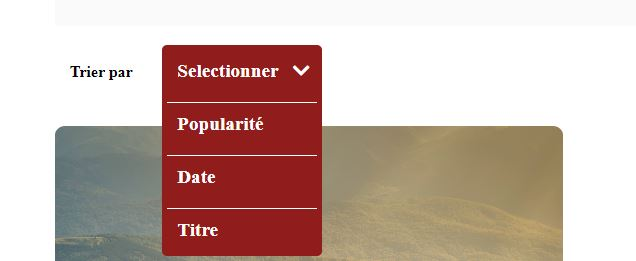 Trier par
Selectionner
Popularité
Date
Titre